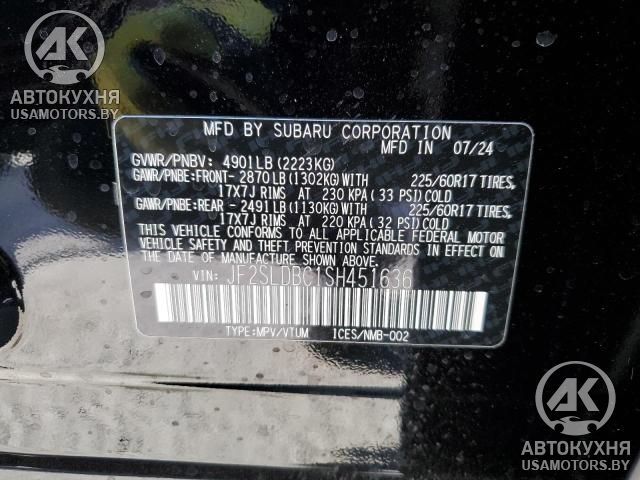 АК
АВТОКУХНЯ
USAMOTORS.BY
MFD BY SUBARU CORPORATION
MFD IN 07/24
GVWR/PNBV: 4901LB (2223KG)
GAWR/PNBE:FRONT- 2870LB(1302KG)WITH 225/60R17 TIRES,
17X7J RIMS AT 230 KPA (33 PSI)COLD
GAWR/PNBE:REAR - 2491LB(1130KG)WITH 225/60R17 TIRES,
17X7J RIMS AT 220 KPA (32 PSI)COLD
THIS VEHICLE CONFORMS TO ALL APPLICABLE FEDERAL MOTOR
VEHICLE SAFETY AND THEFT PREVENTION STANDARDS IN EFFECT ON
THE DATE OF MANUFACTURE SHOWN ABOVE.
VIN: JF2SLDBC1SH451636
TYPE:MPV/VTUM ICES/NMB-002
АК
АВТОКУХНЯ
USAMOTORS.BY